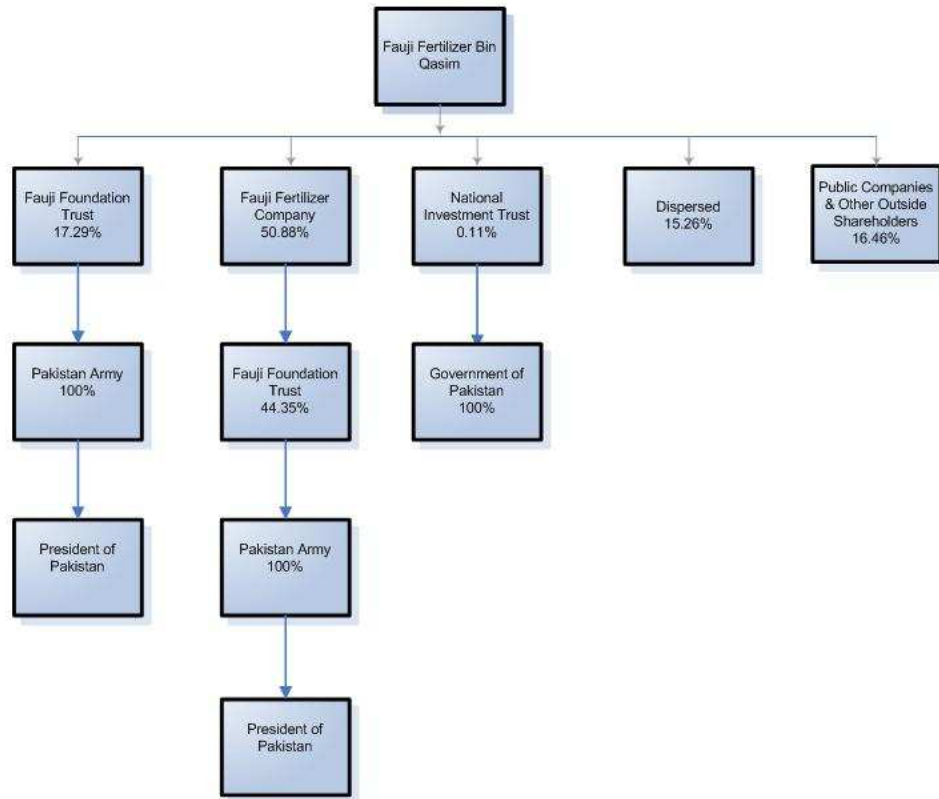 Fauji Fertilizer Bin
Qasim
Fauji Foundation
Trust
17.29%
Fauji Fertilizer
Company
50.88%
National
Investment Trust
0.11%
Dispersed
15.26%
Public Companies
& Other Outside
Shareholders
16.46%
Pakistan Army
100%
Fauji Foundation
Trust
44.35%
Government of
Pakistan
100%
President of
Pakistan
Pakistan Army
100%
President of
Pakistan